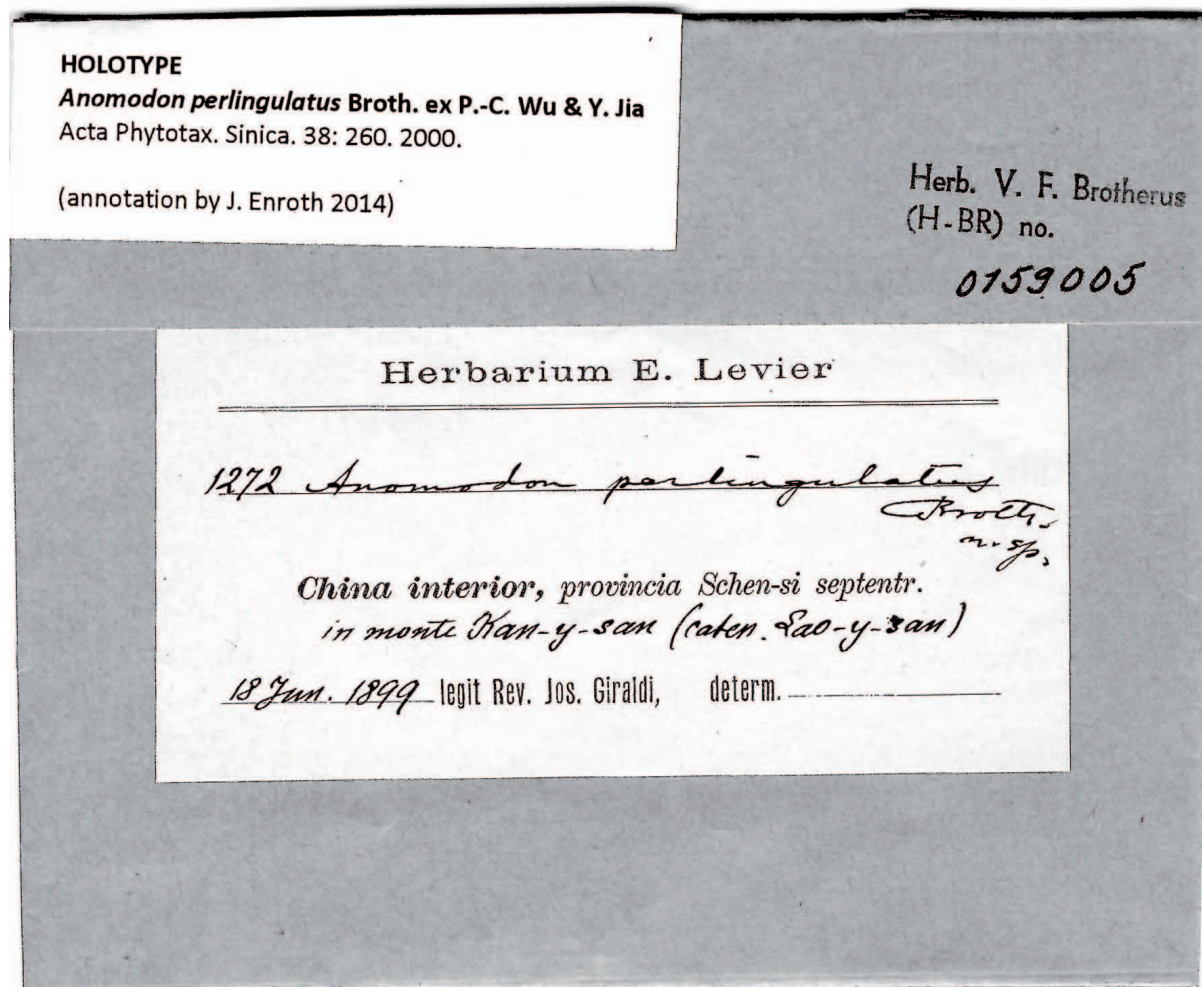 HOLOTYPE
Anomodon perlingulatus Broth. ex P.-C. Wu & Y. Jia
Acta Phytotax. Sinica. 38: 260. 2000.
(annotation by J. Enroth 2014)
Herb. V. F. Brotherus
(H-BR) no.
0159005
Herbarium E. Levier
1272 Anomodon perlingulatus
Broth.
n. sp.
China interior, provincia Schen-si septentr.
in monte Kan-y-san (caten. Lao-y-san)
18 Jun. 1899 legit Rev. Jos. Giraldi, determ.